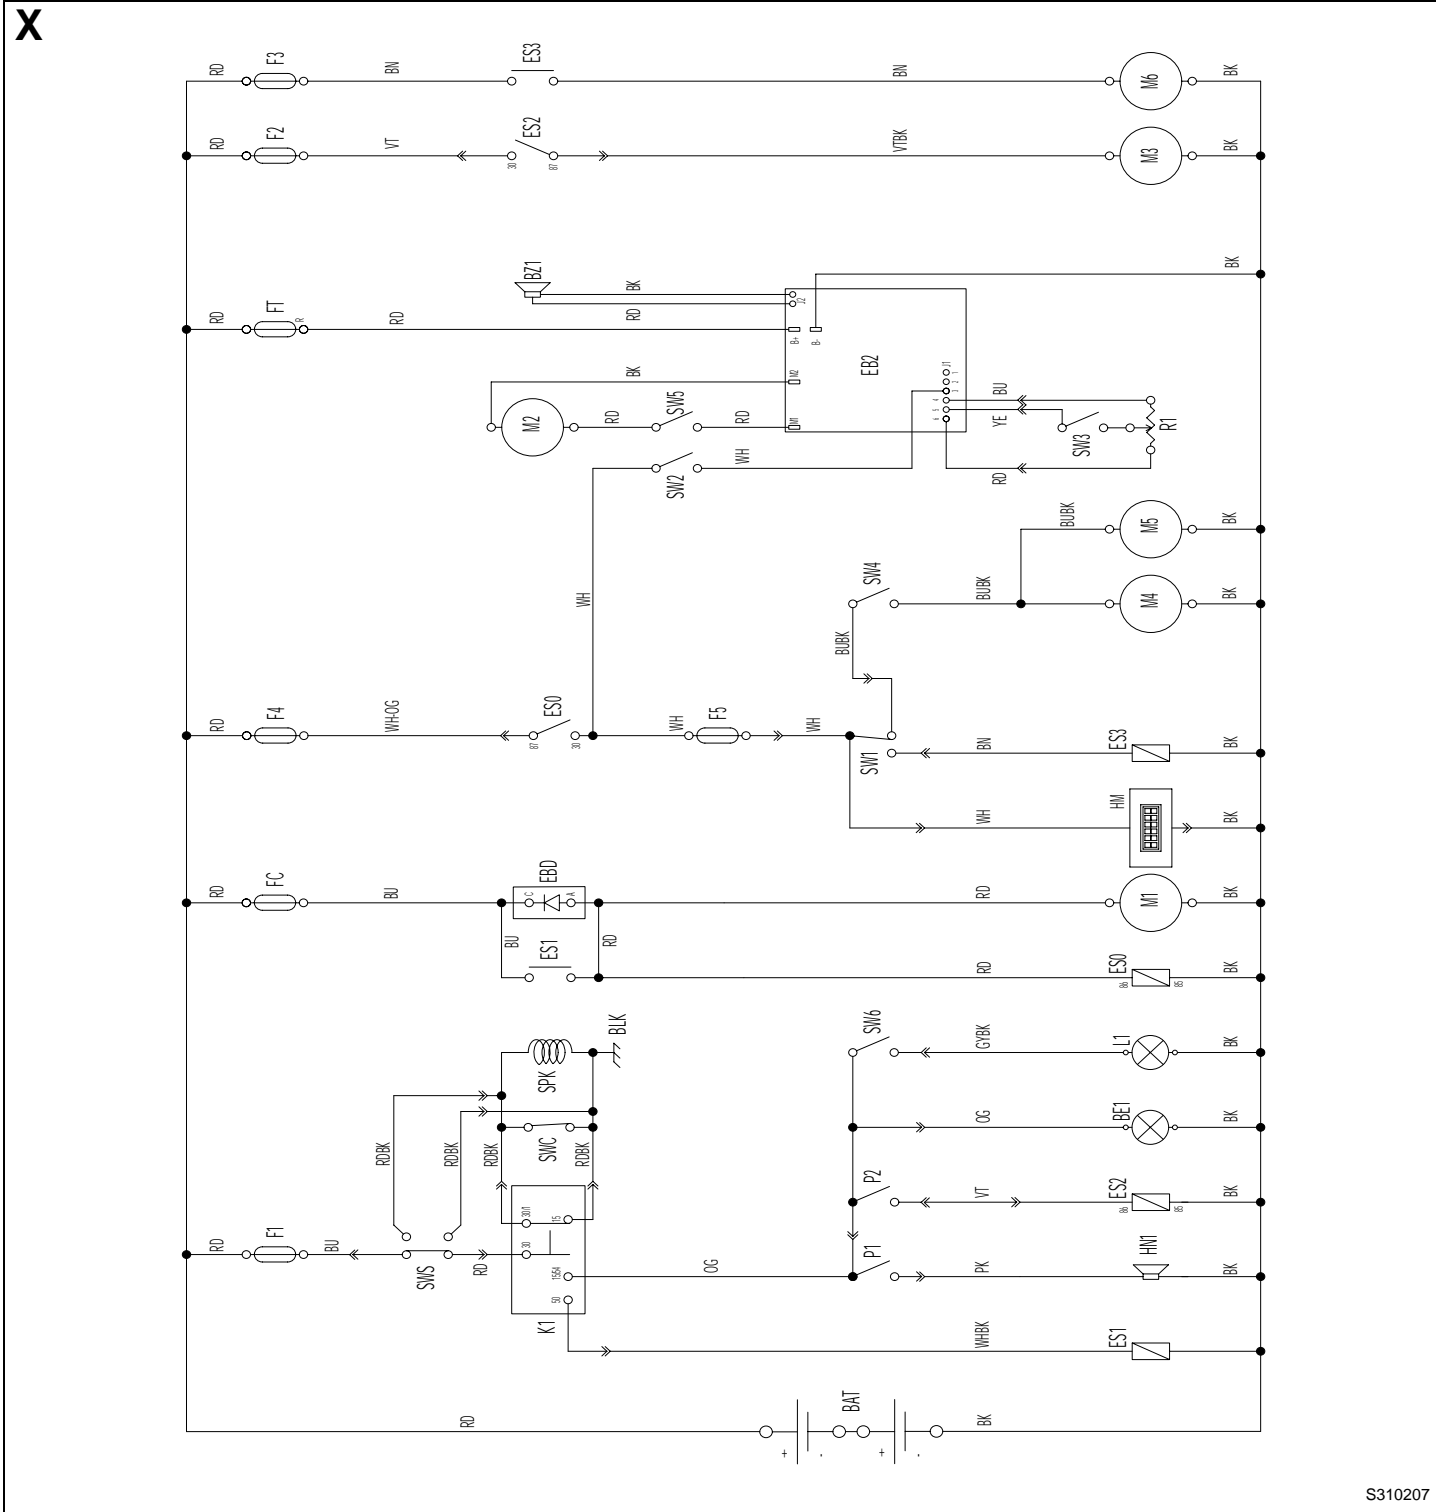 X
RD
F3
BN
ES3
BN
M6
BK
RD
F2
VT
30
ES2
87
VTBK
M3
BK
BZ1
BK
BK
RD
FT
R
RD
RD
J2
B+
B-
EB2
BK
M2
M1
M2
RD
SW5
RD
J1
1
2
3
4
5
6
BU
YE
SW3
R1
RD
SW2
WH
WH
BUBK
M5
BK
SW4
BUBK
M4
BK
BUBK
RD
F4
WH-OG
87
ES0
30
WH
F5
WH
SW1
BN
ES3
BK
WH
HM
BK
RD
FC
BU
C
EBD
A
RD
M1
BK
BU
ES1
RD
RD
86
ES0
85
BK
SPK
BLK
SW6
GYBK
L1
BK
RDBK
RDBK
RDBK
SWC
RDBK
OG
BE1
BK
P2
VT
86
ES2
85
BK
RD
F1
BU
SWS
RD
30/1
15
30
15/54
50
K1
OG
P1
PK
HN1
BK
WHBK
ES1
BK
RD
+
-
BAT
+
-
BK
S310207